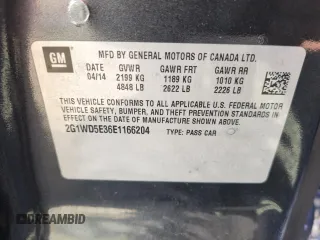 GM
MFD BY GENERAL MOTORS OF CANADA LTD.
DATE GVWR GAWR FRT GAWR RR
04/14 2199 KG 1189 KG 1010 KG
4848 LB 2622 LB 2226 LB
THIS VEHICLE CONFORMS TO ALL APPLICABLE U.S. FEDERAL MOTOR
VEHICLE SAFETY, BUMPER, AND THEFT PREVENTION STANDARDS
IN EFFECT ON THE DATE OF MANUFACTURE SHOWN ABOVE.
2G1WD5E36E1166204 TYPE: PASS CAR
CREAMBID